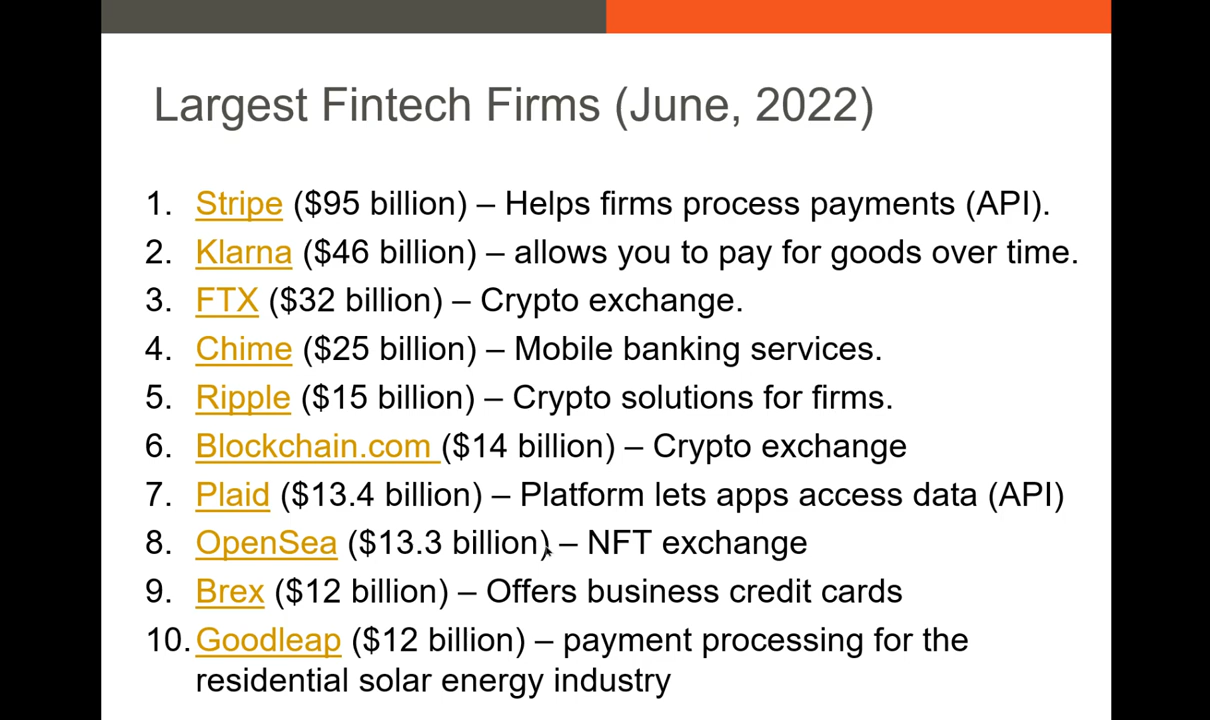 Largest Fintech Firms (June, 2022)
1. Stripe ($95 billion) – Helps firms process payments (API).
2. Klarna ($46 billion) – allows you to pay for goods over time.
3. FTX ($32 billion) – Crypto exchange.
4. Chime ($25 billion) – Mobile banking services.
5. Ripple ($15 billion) – Crypto solutions for firms.
6. Blockchain.com ($14 billion) – Crypto exchange
7. Plaid ($13.4 billion) – Platform lets apps access data (API)
8. OpenSea ($13.3 billion) – NFT exchange
9. Brex ($12 billion) – Offers business credit cards
10. Goodleap ($12 billion) – payment processing for the
residential solar energy industry